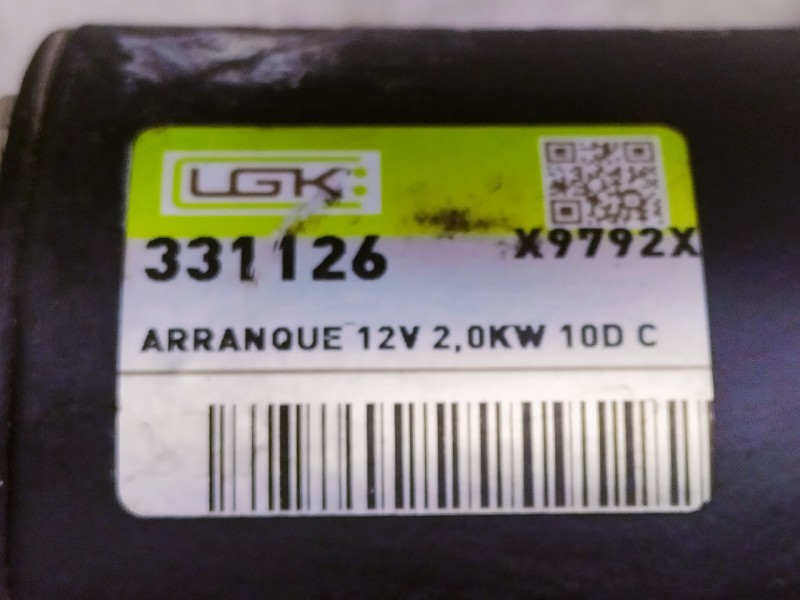 LGK
331126 X9792X
ARRANQUE 12V 2,0KW 10D C